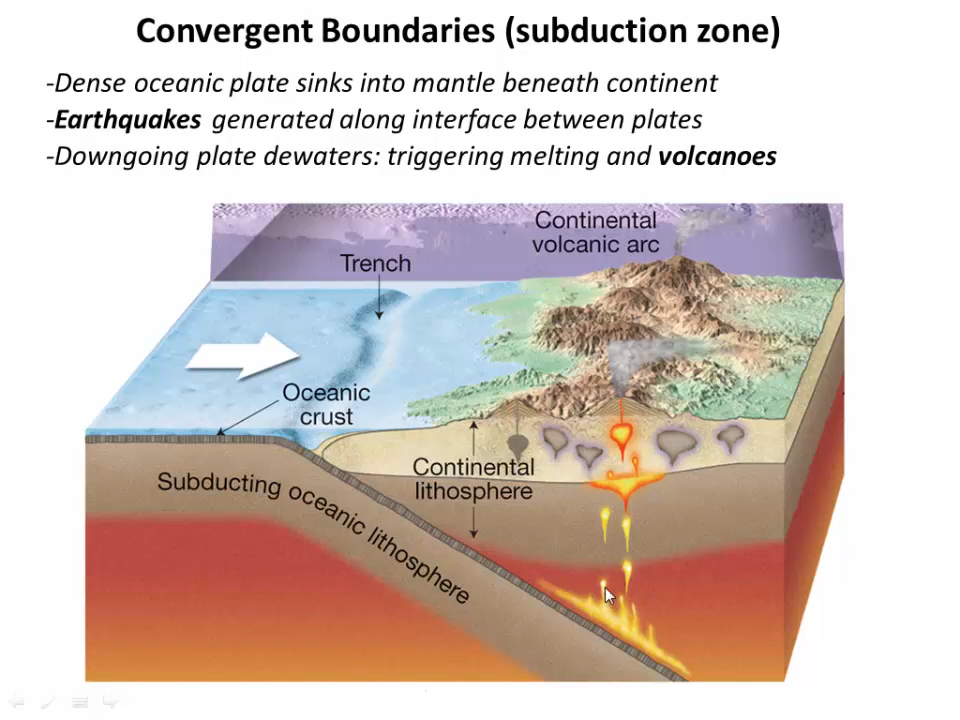 Convergent Boundaries (subduction zone)
-Dense oceanic plate sinks into mantle beneath continent
-Earthquakes generated along interface between plates
-Downgoing plate dewaters: triggering melting and volcanoes
Continental
volcanic arc
Trench
Oceanic
crust
Continental
lithosphere
Subducting oceanic lithosphere